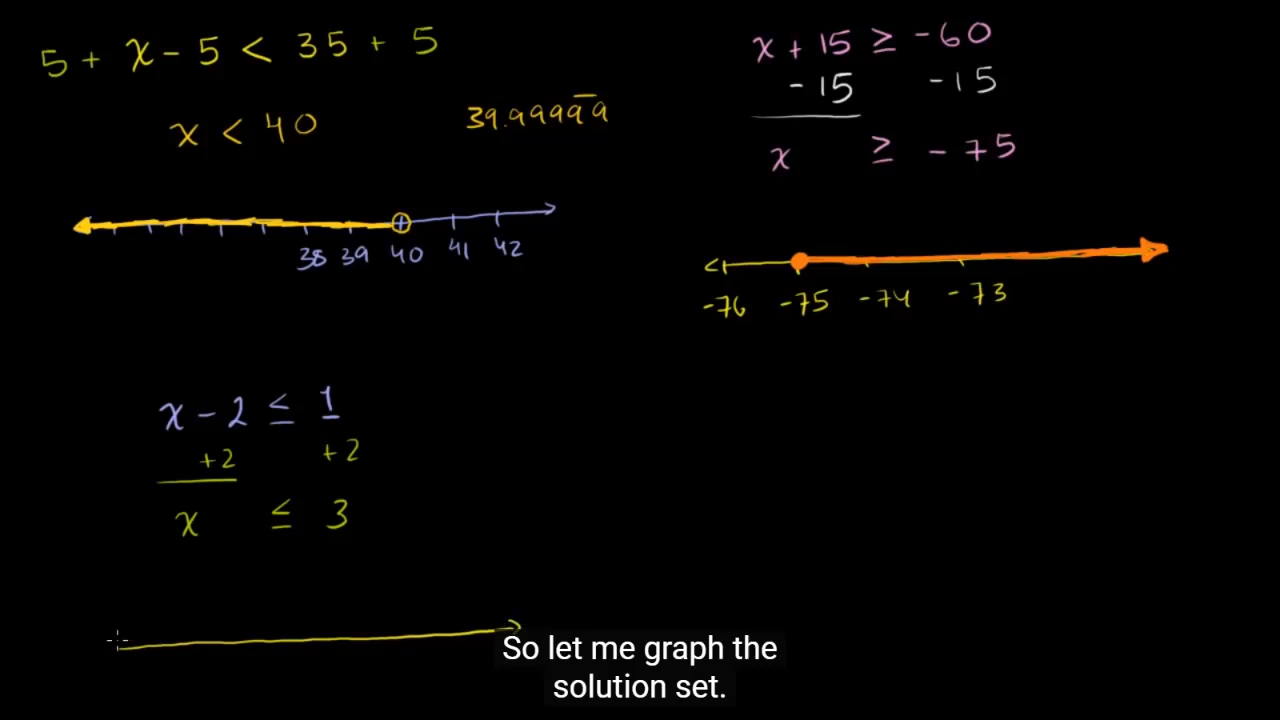 5 + x - 5 < 35 + 5
x < 40
39.9999̅9
38 39 40 41 42
x + 15 ≥ -60
-15 -15
x ≥ -75
-76 -75 -74 -73
x - 2 ≤ 1
+2 +2
x ≤ 3
So let me graph the
solution set.